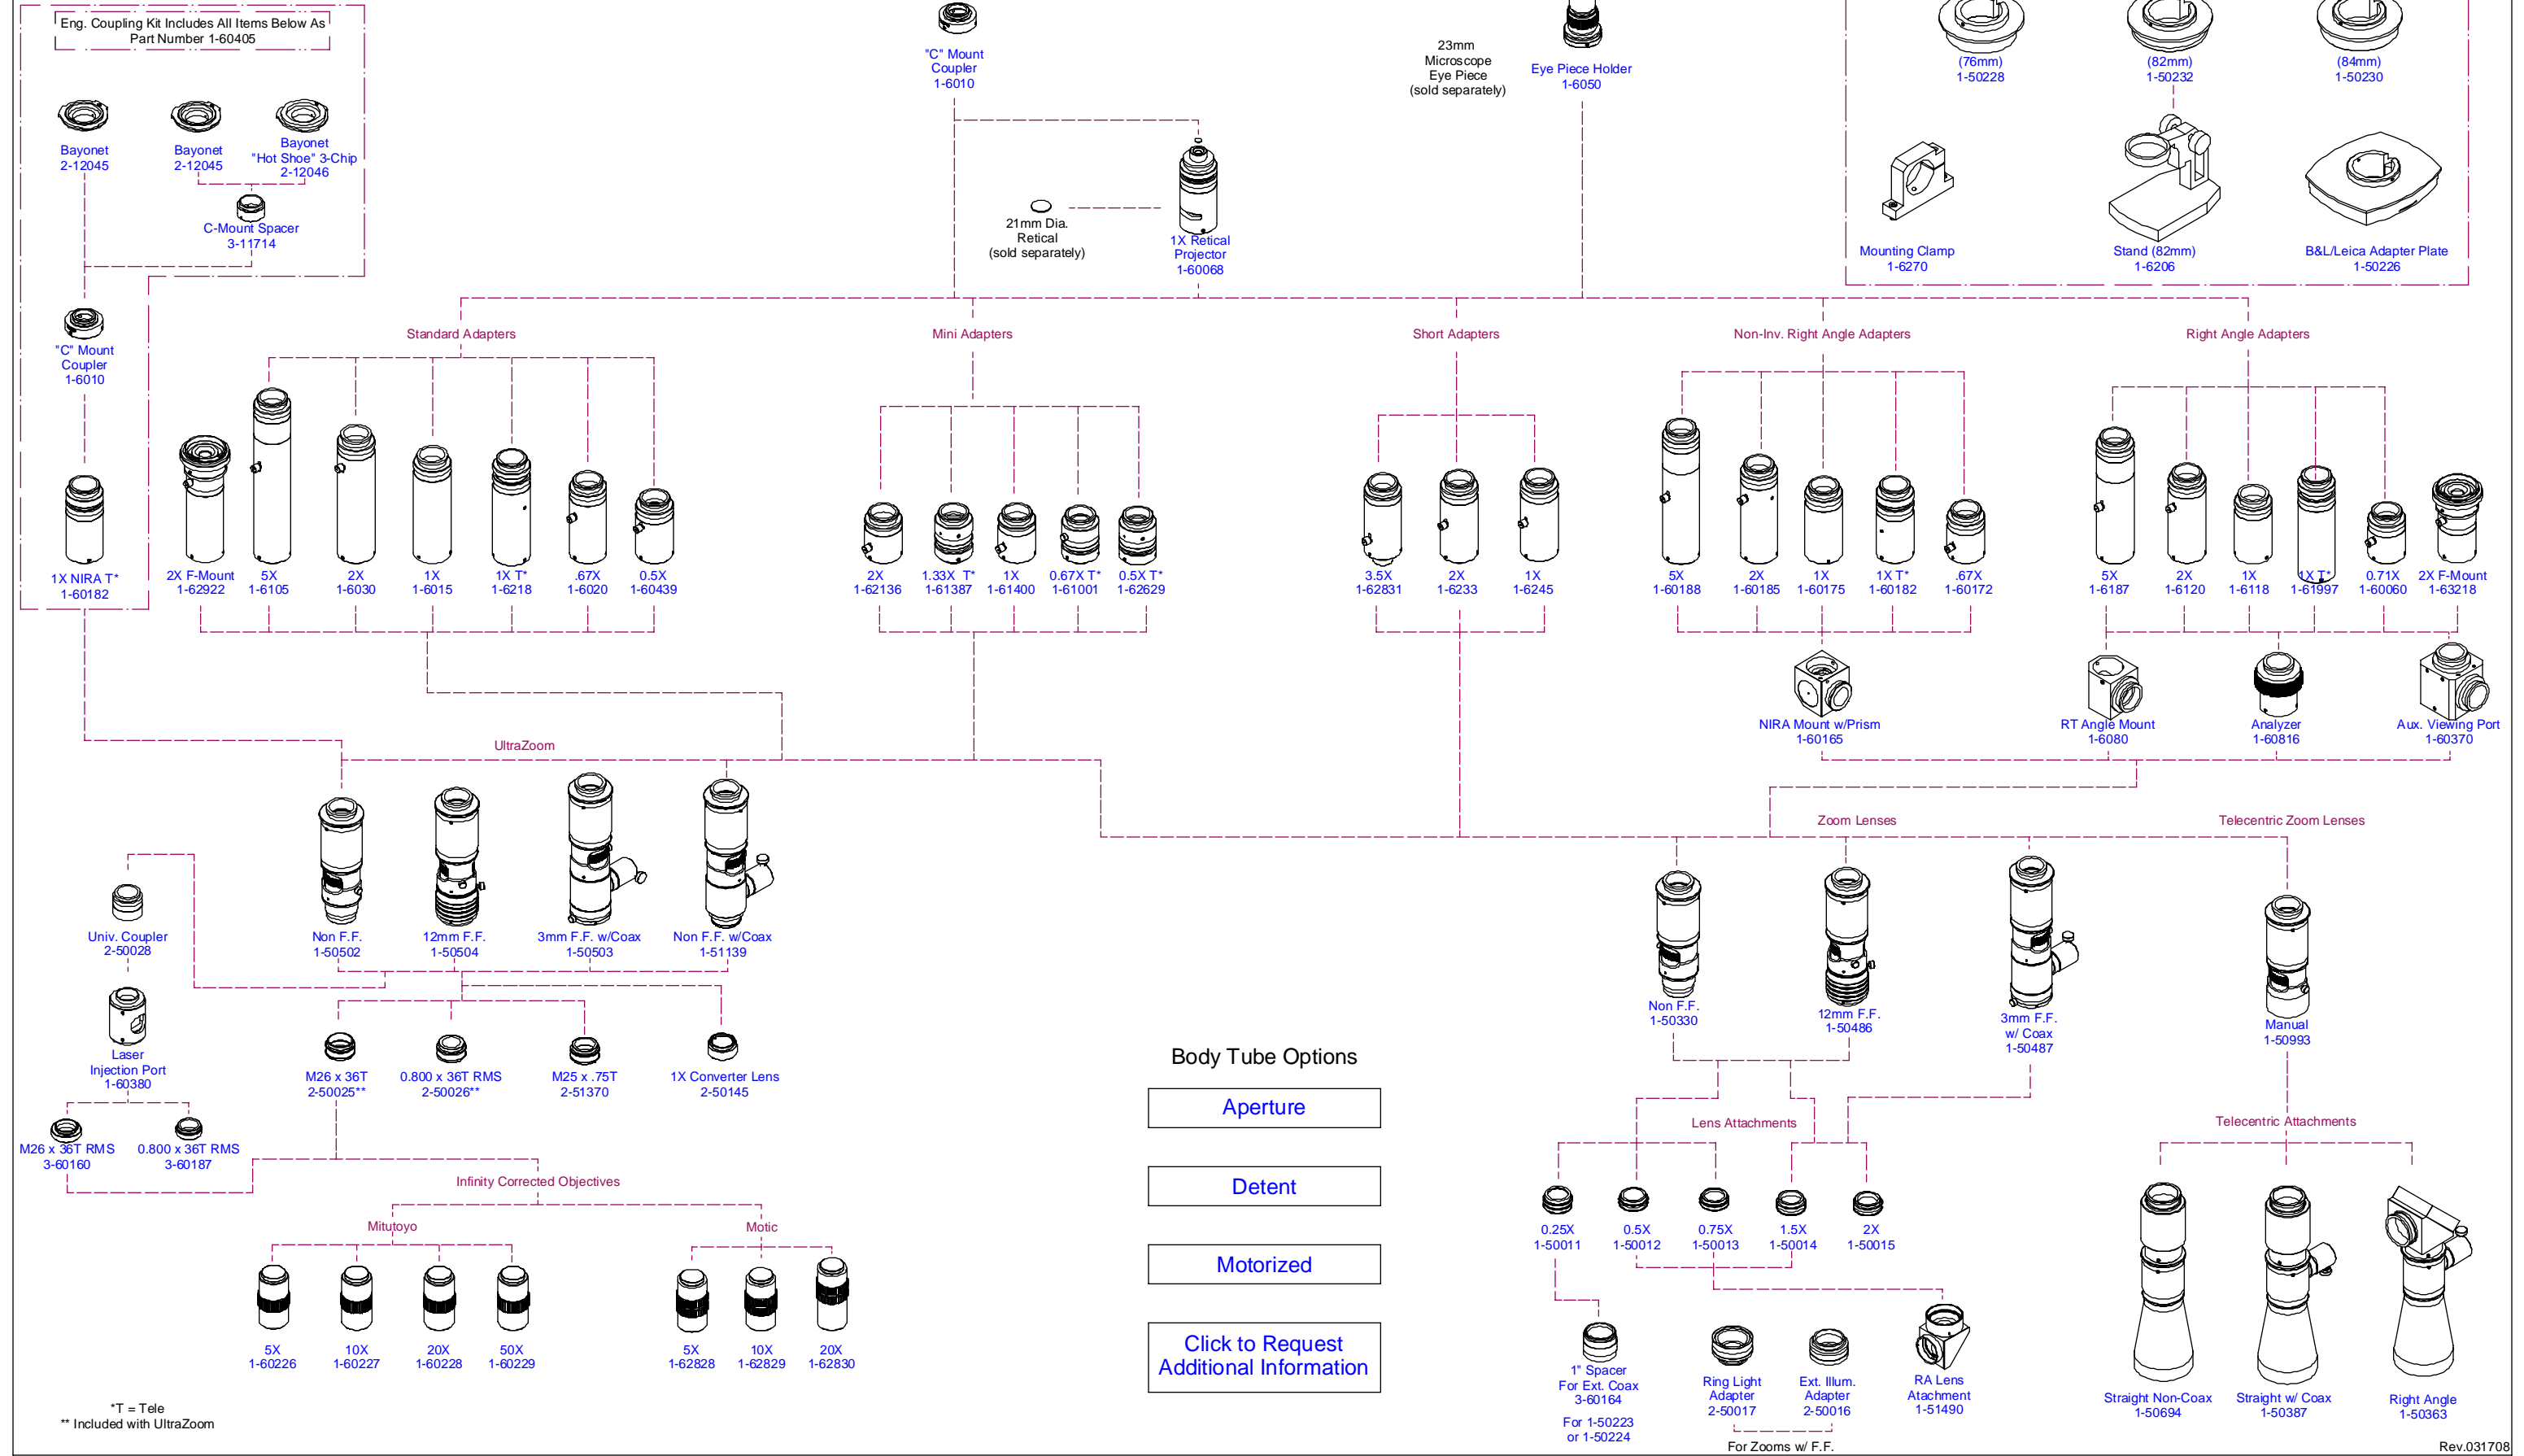 Eng. Coupling Kit Includes All Items Below As
Part Number 1-60405
"C" Mount
Coupler
1-6010
23mm
Microscope
Eye Piece
(sold separately)
Eye Piece Holder
1-6050
(76mm)
1-50228
(82mm)
1-50232
(84mm)
1-50230
Bayonet
2-12045
Bayonet
2-12045
Bayonet
"Hot Shoe" 3-Chip
2-12046
C-Mount Spacer
3-11714
21mm Dia.
Retical
(sold separately)
1X Retical
Projector
1-60068
Mounting Clamp
1-6270
Stand (82mm)
1-6206
B&L/Leica Adapter Plate
1-50226
"C" Mount
Coupler
1-6010
Standard Adapters
Mini Adapters
Short Adapters
Non-Inv. Right Angle Adapters
Right Angle Adapters
1X NIRA T*
1-60182
2X F-Mount
1-62922
5X
1-6105
2X
1-6030
1X
1-6015
1X T*
1-6218
.67X
1-6020
0.5X
1-60439
2X
1-62136
1.33X T*
1-61387
1X
1-61400
0.67X T*
1-61001
0.5X T*
1-62629
3.5X
1-62831
2X
1-6233
1X
1-6245
5X
1-60188
2X
1-60185
1X
1-60175
1X T*
1-60182
.67X
1-60172
5X
1-6187
2X
1-6120
1X
1-6118
1X T*
1-61997
0.71X
1-60060
2X F-Mount
1-63218
NIRA Mount w/Prism
1-60165
RT Angle Mount
1-6080
Analyzer
1-60816
Aux. Viewing Port
1-60370
UltraZoom
Zoom Lenses
Telecentric Zoom Lenses
Univ. Coupler
2-50028
Non F.F.
1-50502
12mm F.F.
1-50504
3mm F.F. w/Coax
1-50503
Non F.F. w/Coax
1-51139
Non F.F.
1-50330
12mm F.F.
1-50486
3mm F.F.
w/ Coax
1-50487
Manual
1-50993
Laser
Injection Port
1-60380
M26 x 36T
2-50025**
0.800 x 36T RMS
2-50026**
M25 x .75T
2-51370
1X Converter Lens
2-50145
Body Tube Options
Aperture
Detent
Motorized
Click to Request
Additional Information
M26 x 36T RMS
3-60160
0.800 x 36T RMS
3-60187
Lens Attachments
Telecentric Attachments
Infinity Corrected Objectives
Mitutoyo
Motic
0.25X
1-50011
0.5X
1-50012
0.75X
1-50013
1.5X
1-50014
2X
1-50015
5X
1-60226
10X
1-60227
20X
1-60228
50X
1-60229
5X
1-62828
10X
1-62829
20X
1-62830
1" Spacer
For Ext. Coax
3-60164
For 1-50223
or 1-50224
Ring Light
Adapter
2-50017
Ext. Illum.
Adapter
2-50016
RA Lens
Atachment
1-51490
For Zooms w/ F.F.
Straight Non-Coax
1-50694
Straight w/ Coax
1-50387
Right Angle
1-50363
*T = Tele
** Included with UltraZoom
Rev.031708